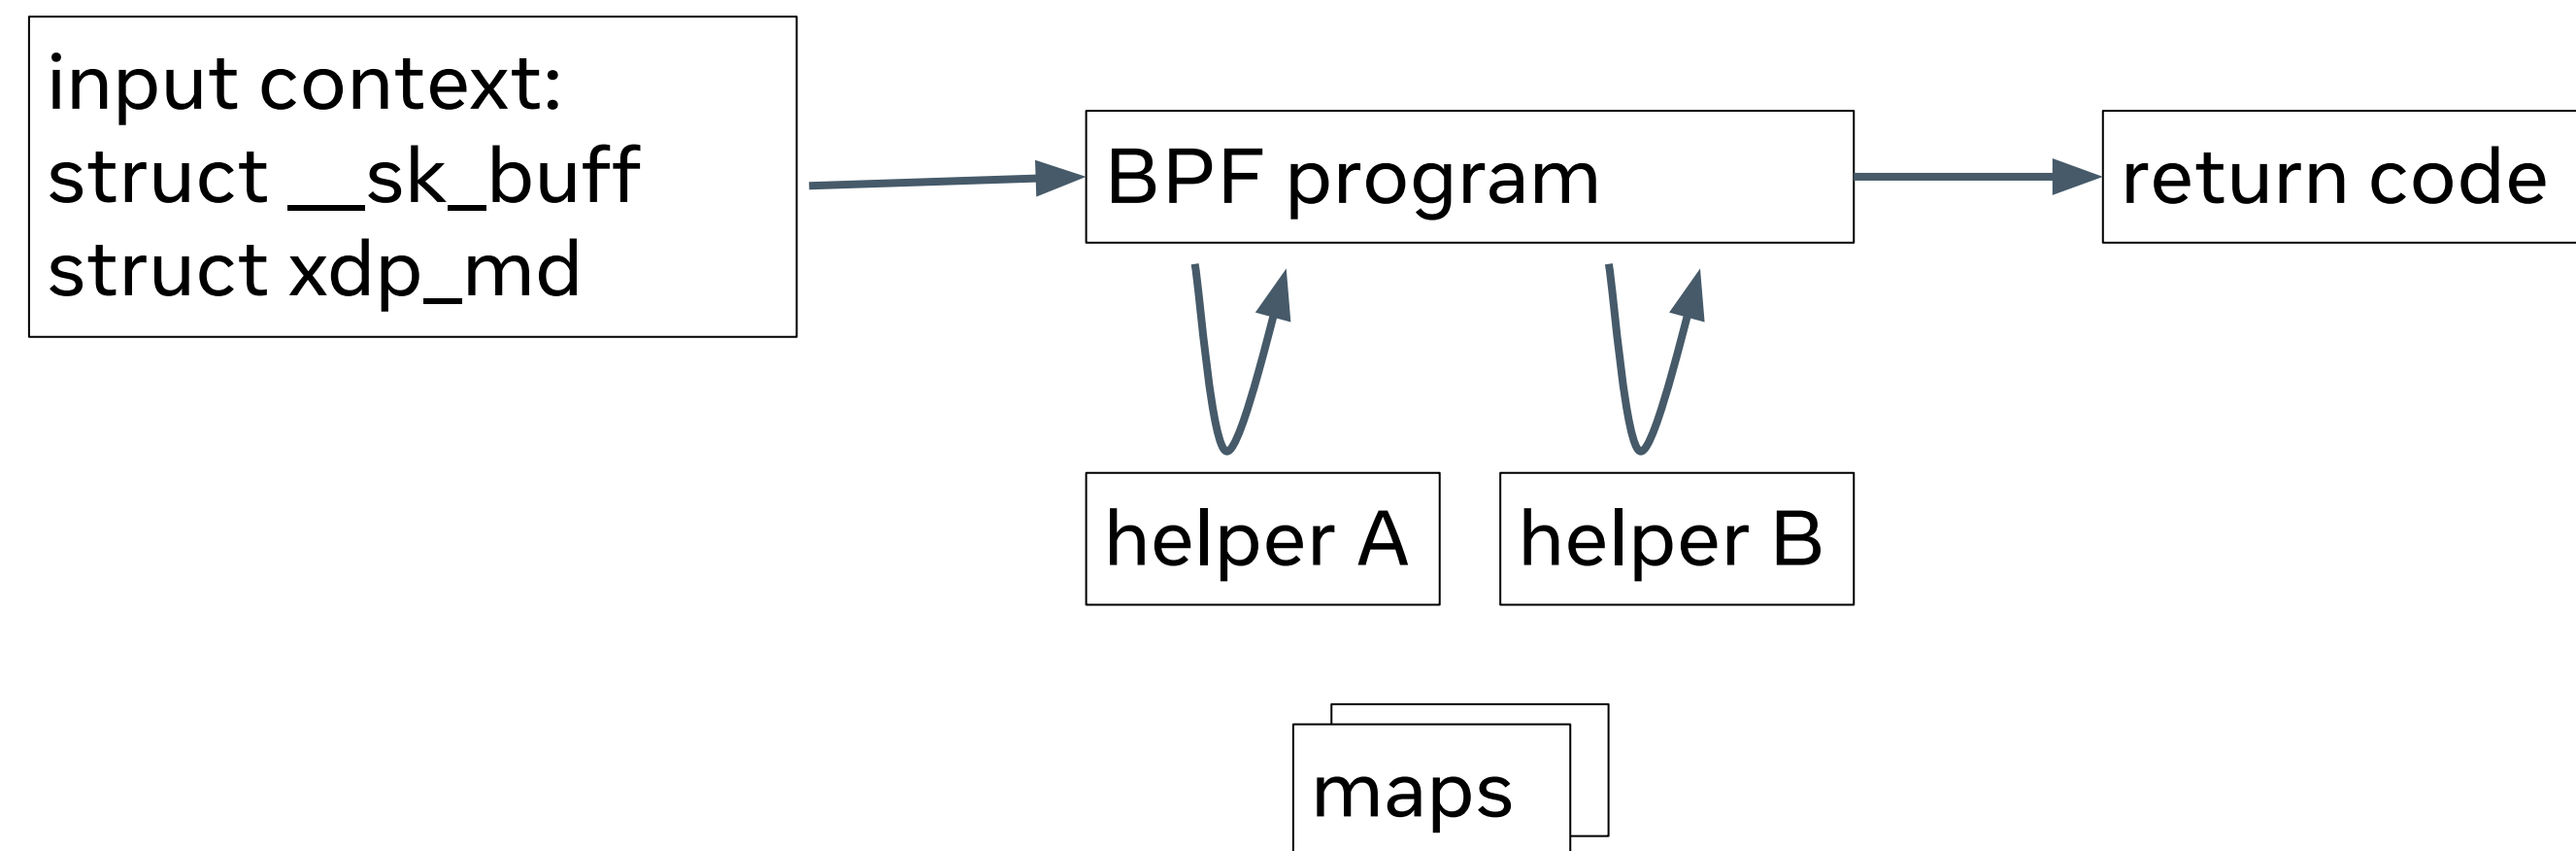 input context:
struct __sk_buff
struct xdp_md
BPF program
return code
helper A
helper B
maps